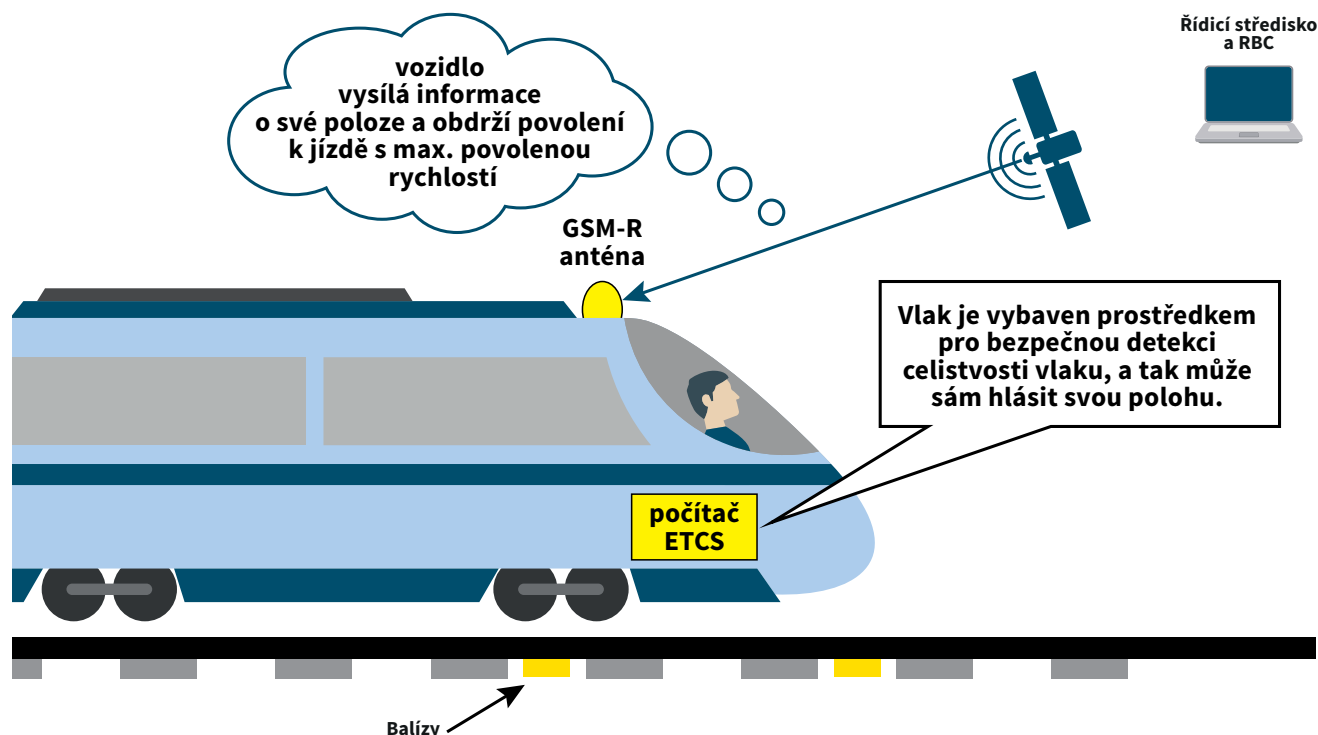 Řídicí středisko
a RBC
vozidlo
vysílá informace
o své poloze a obdrží povolení
k jízdě s max. povolenou
rychlostí
GSM-R
anténa
Vlak je vybaven prostředkem
pro bezpečnou detekci
celistvosti vlaku, a tak může
sám hlásit svou polohu.
počítač
ETCS
Balízy